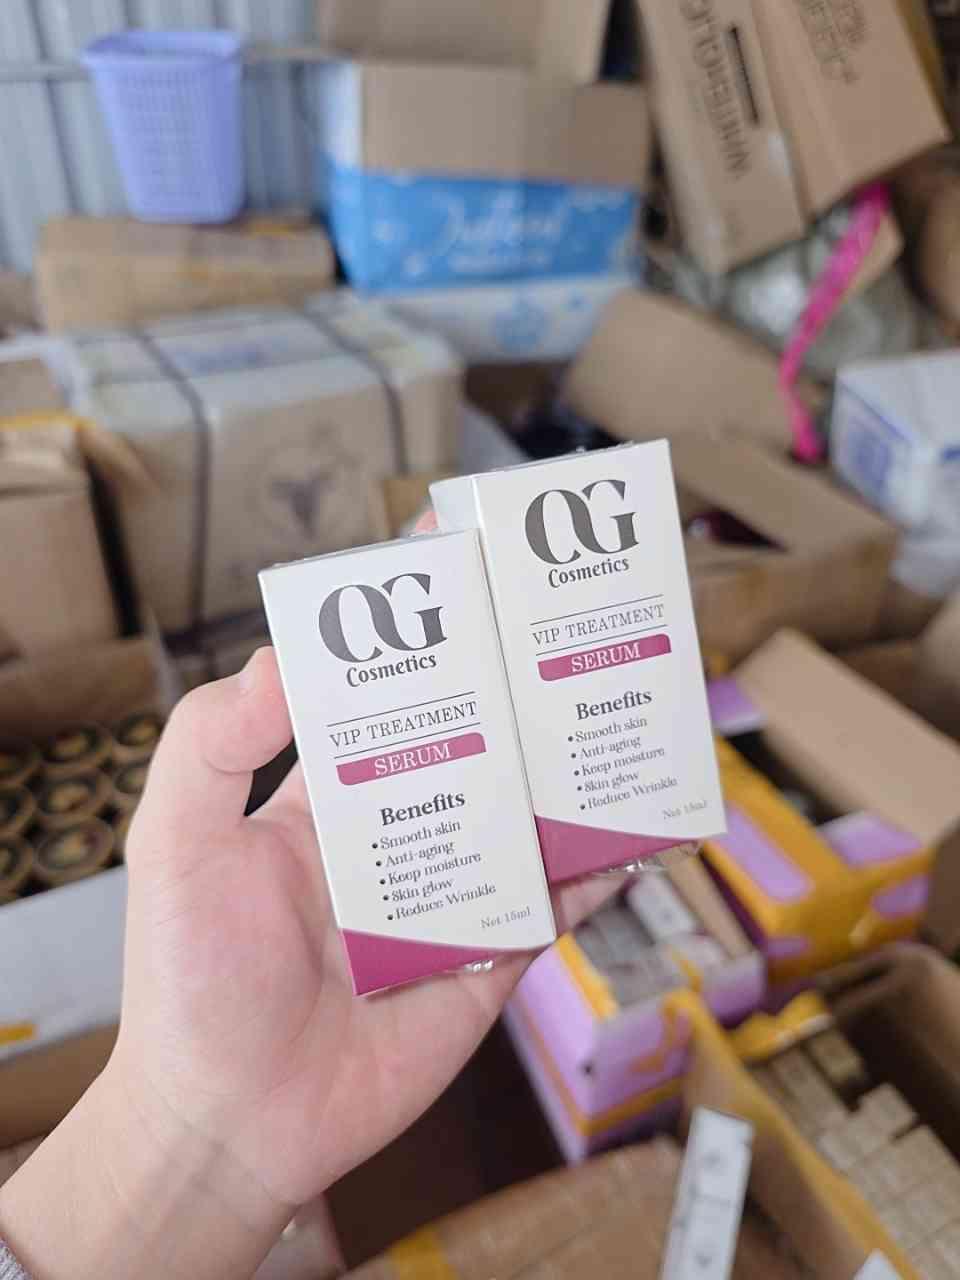 OG
Cosmetics
VIP TREATMENT
SERUM
Benefits
• Smooth skin
• Anti-aging
• Keep moisture
• Skin glow
• Reduce Wrinkle
Net 15ml
OG
Cosmetics
VIP TREATMENT
SERUM
Benefits
• Smooth skin
• Anti-aging
• Keep moisture
• Skin glow
• Reduce Wrinkle
Net 15ml